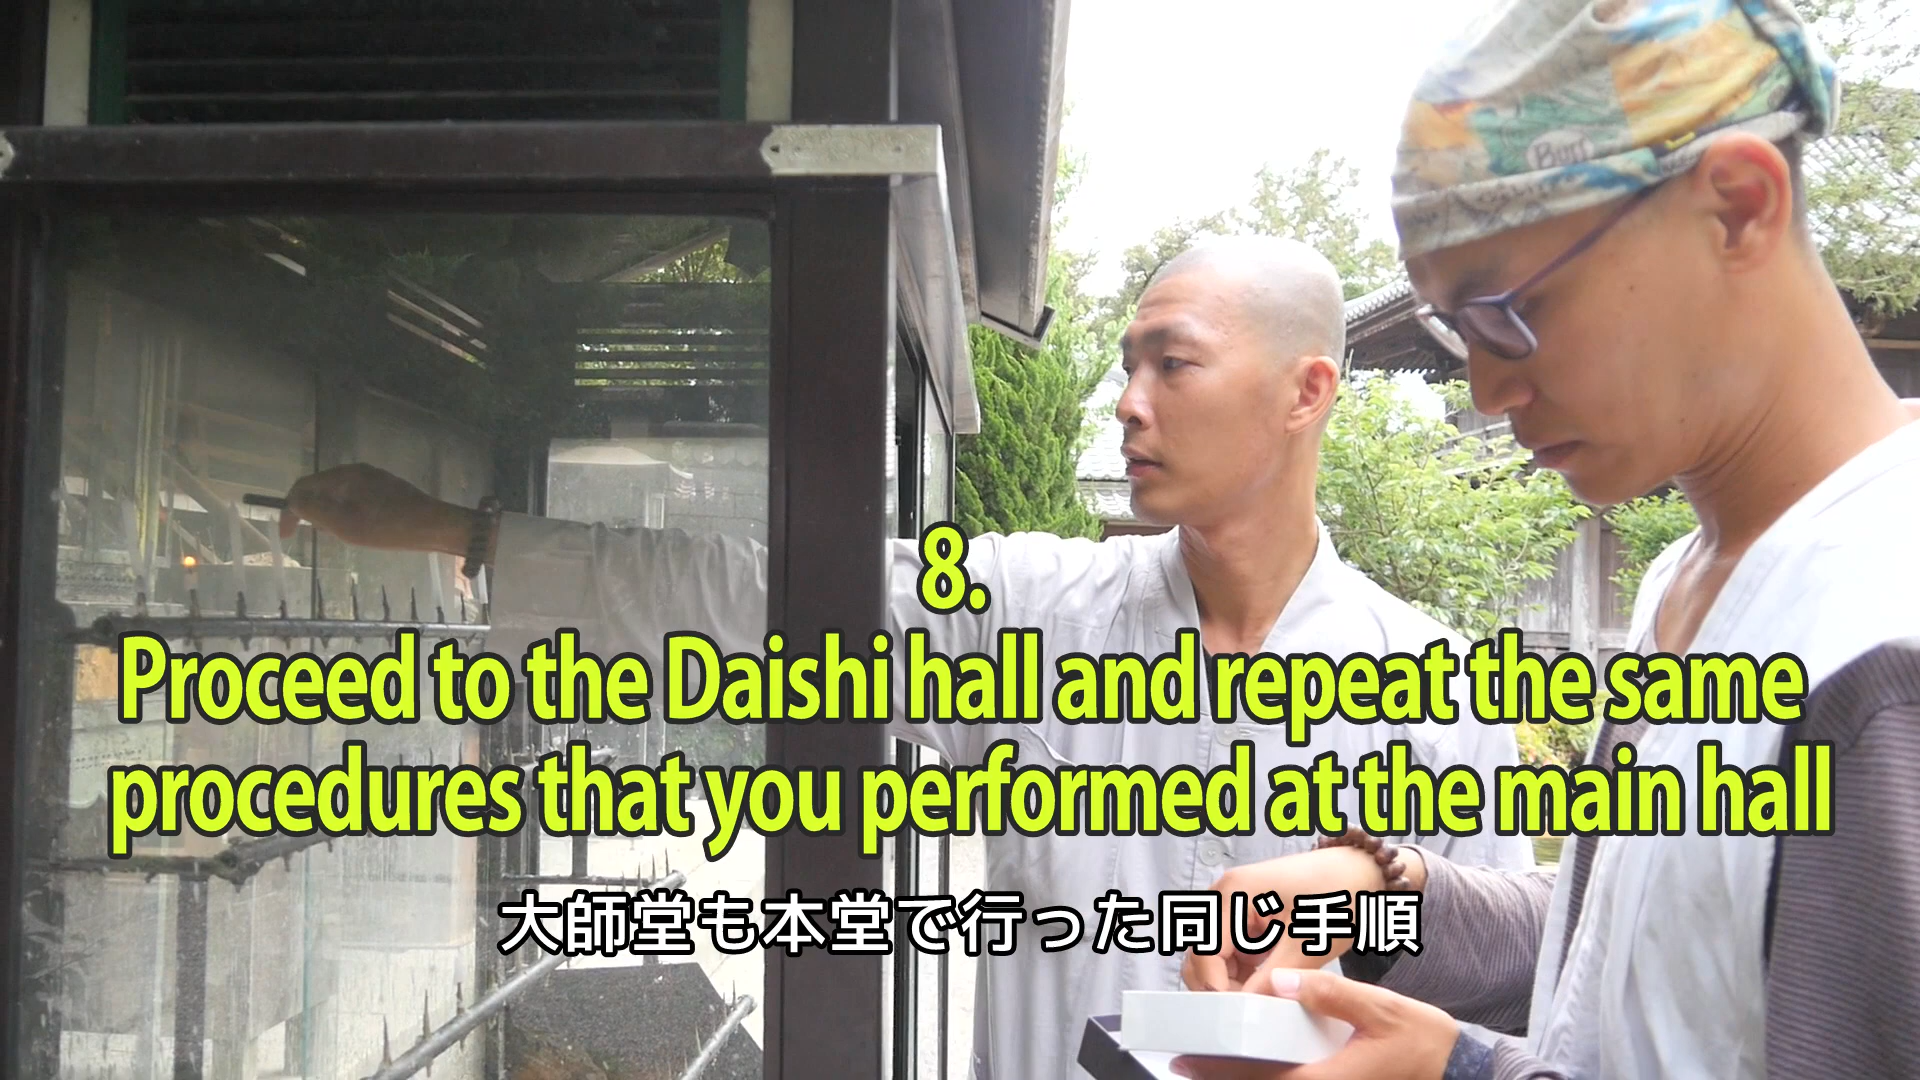 Buff
8.
Proceed to the Daishi hall and repeat the same
procedures that you performed at the main hall
大師堂も本堂で行った同じ手順